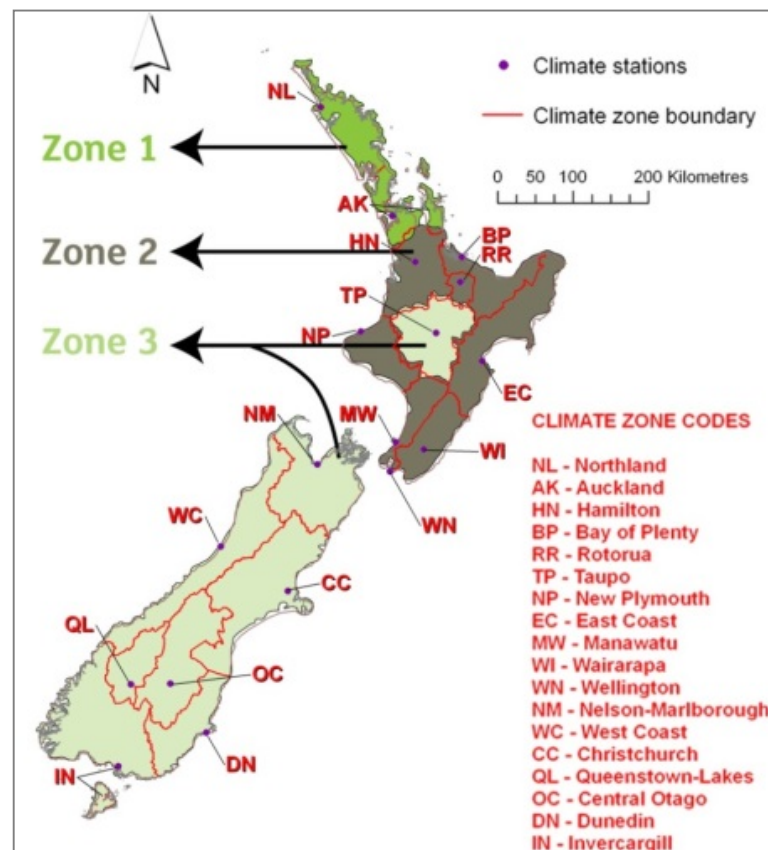 N
NL
Climate stations
Climate zone boundary
Zone 1
0 50 100 200 Kilometres
AK
Zone 2
HN
BP
RR
TP
Zone 3
NP
EC
NM
MW
WI
WN
CLIMATE ZONE CODES
NL - Northland
AK - Auckland
HN - Hamilton
BP - Bay of Plenty
RR - Rotorua
TP - Taupo
NP - New Plymouth
EC - East Coast
MW - Manawatu
WI - Wairarapa
WN - Wellington
NM - Nelson-Marlborough
WC - West Coast
CC - Christchurch
QL - Queenstown-Lakes
OC - Central Otago
DN - Dunedin
IN - Invercargill
WC
CC
QL
OC
DN
IN